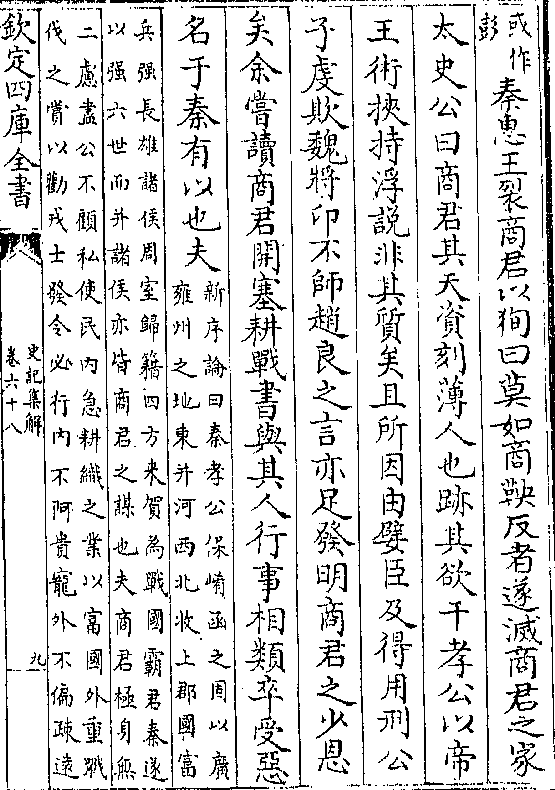 或作
彭
秦惠王裂商君以狥曰莫如商鞅反者遂滅商君之家
太史公曰商君其天資刻薄人也跡其欲干孝公以帝
王術挾持浮説非其質矣且所因由嬖臣及得用刑公
子虔欺魏將卬不師趙良之言亦足發明商君之少恩
矣余嘗讀商君開塞耕戰書與其人行事相類卒受惡
名于秦有以也夫
新序論曰秦孝公保崤函之固以廣
雍州之地東并河西北收上郡國富
兵强長雄諸侯周室歸籍四方来賀為戰國霸君秦遂
以强六世而并諸侯亦皆商君之謀也夫商君極身無
二慮盡公不顧私使民内急耕織之業以富國外重戰
伐之賞以勸戎士發令必行内不阿貴寵外不偏疎遠
欽定四庫全書
史記集解
卷六十八
九